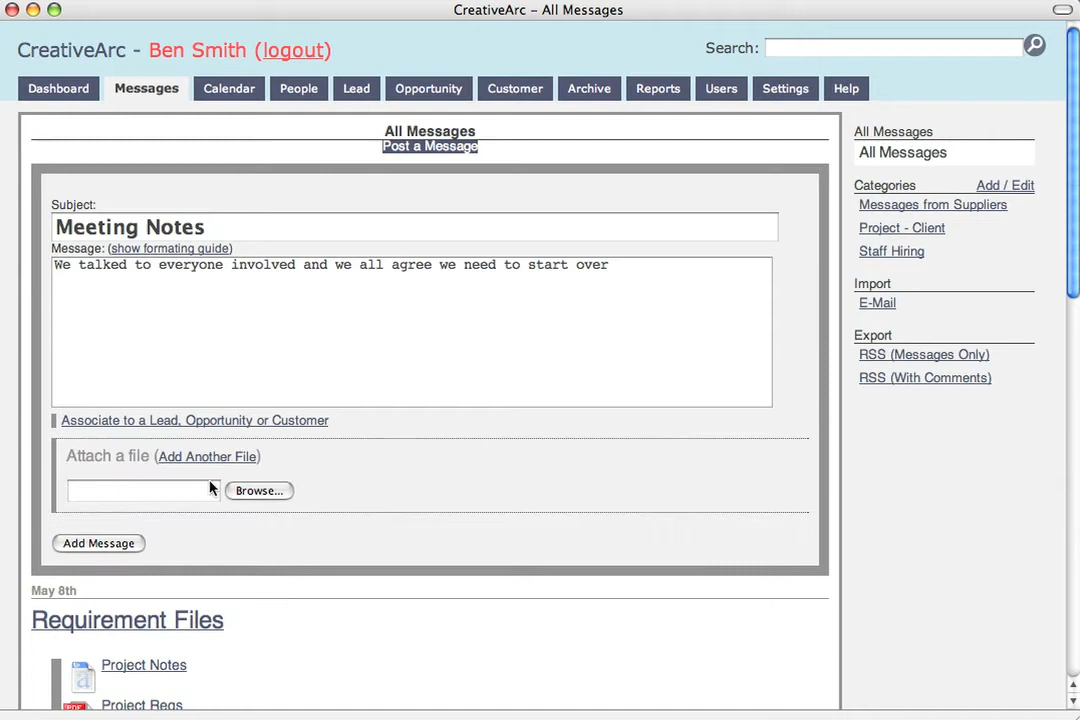 CreativeArc – All Messages
CreativeArc - Ben Smith (logout)
Search:
Dashboard Messages Calendar People Lead Opportunity Customer Archive Reports Users Settings Help
All Messages
Post a Message
Subject:
Meeting Notes
Message: (show formating guide)
We talked to everyone involved and we all agree we need to start over
Associate to a Lead, Opportunity or Customer
Attach a file (Add Another File)
Browse...
Add Message
May 8th
Requirement Files
Project Notes
Project Reqs
PDF
All Messages
All Messages
Categories Add / Edit
Messages from Suppliers
Project - Client
Staff Hiring
Import
E-Mail
Export
RSS (Messages Only)
RSS (With Comments)